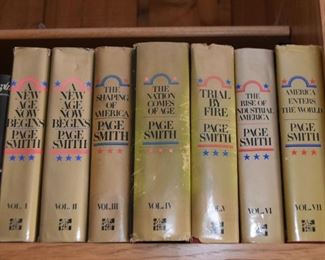 A
NEW
AGE
NOW
BEGINS
PAGE
SMITH
VOL. I
A
NEW
AGE
NOW
BEGINS
PAGE
SMITH
VOL. II
THE
SHAPING OF
AMERICA
PAGE
SMITH
VOL. III
THE
NATION
COMES OF
AGE
PAGE
SMITH
VOL. IV
TRIAL
BY
FIRE
PAGE
SMITH
VOL. V
THE
RISE OF
INDUSTRIAL
AMERICA
PAGE
SMITH
VOL. VI
AMERICA
ENTERS
THE WORLD
PAGE
SMITH
VOL. VII